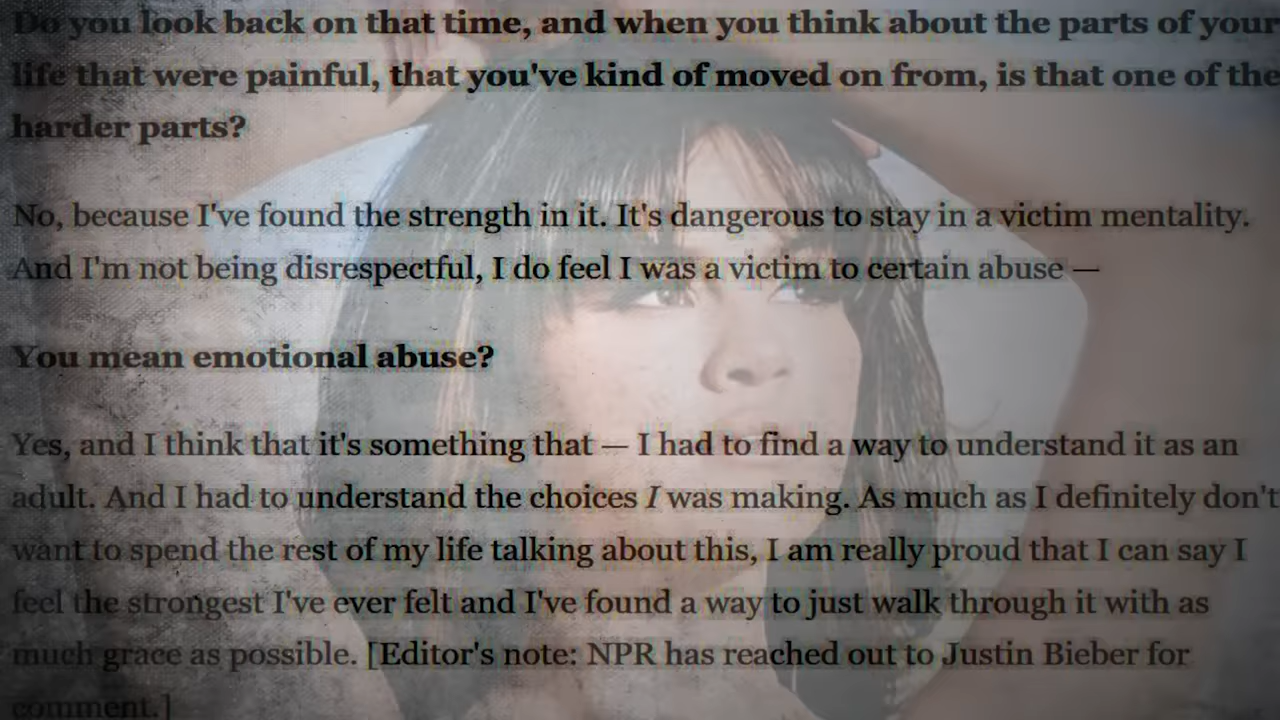 Do you look back on that time, and when you think about the parts of your
life that were painful, that you've kind of moved on from, is that one of the
harder parts?
No, because I've found the strength in it. It's dangerous to stay in a victim mentality.
And I'm not being disrespectful, I do feel I was a victim to certain abuse —
You mean emotional abuse?
Yes, and I think that it's something that — I had to find a way to understand it as an
adult. And I had to understand the choices I was making. As much as I definitely don't
want to spend the rest of my life talking about this, I am really proud that I can say I
feel the strongest I've ever felt and I've found a way to just walk through it with as
much grace as possible. [Editor's note: NPR has reached out to Justin Bieber for
comment.]